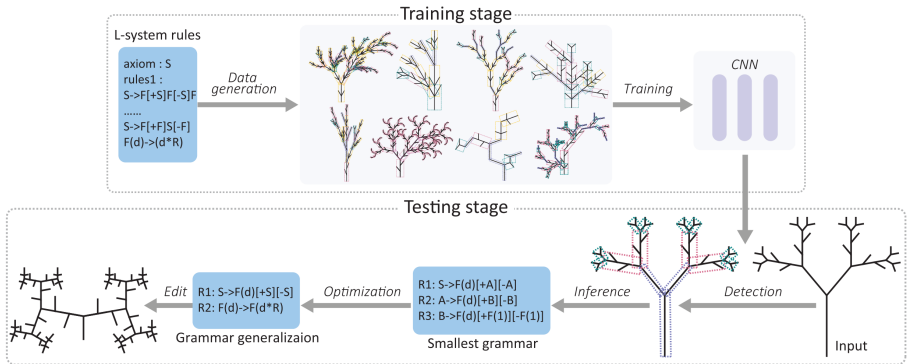 Training stage
L-system rules
axiom : S
rules1 :
S->F[+S]F[-S]F
......
S->F[+F]S[-F]
F(d)->(d*R)
Data
generation
Training
CNN
Testing stage
Edit
R1: S->F(d)[+S][-S]
R2: F(d)->F(d*R)
Grammar generalizaion
Optimization
R1: S->F(d)[+A][-A]
R2: A->F(d)[+B][-B]
R3: B->F(d)[+F(1)][-F(1)]
Smallest grammar
Inference
Detection
Input